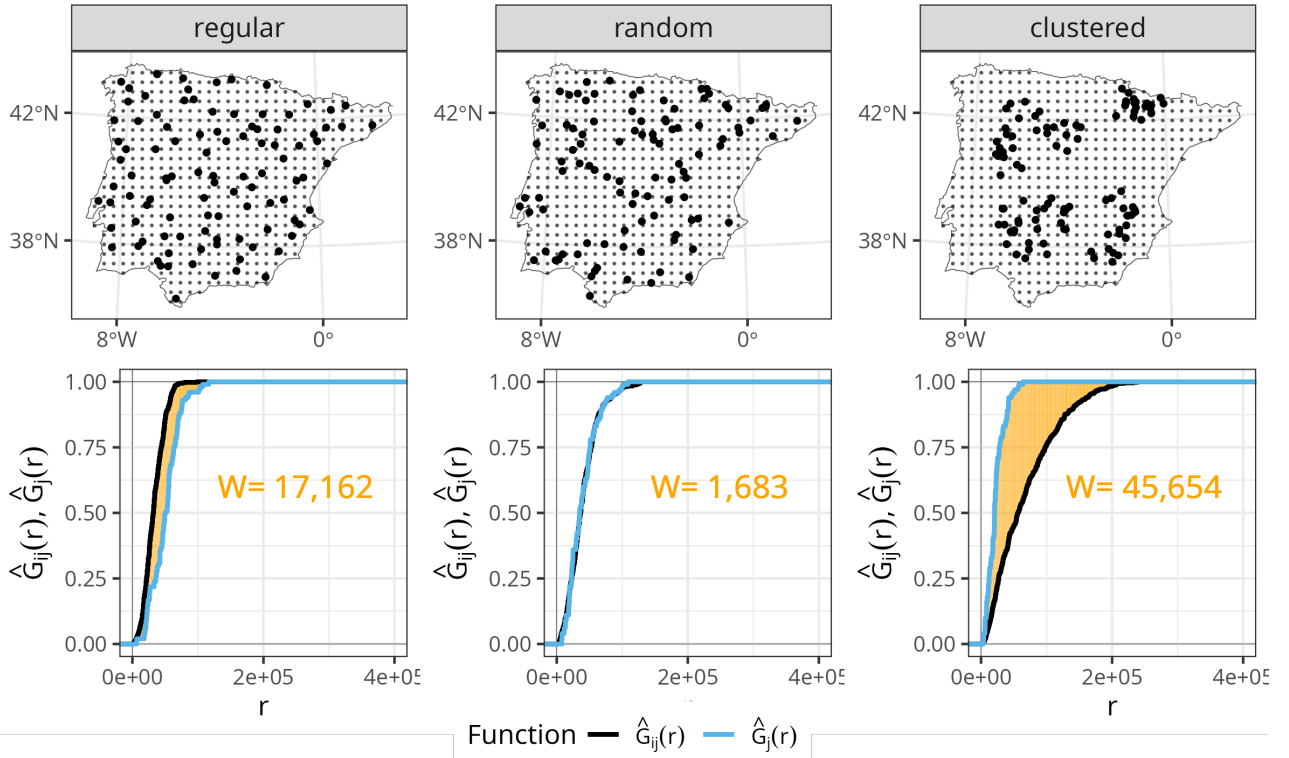 regular random clustered
42°N 42°N 42°N
38°N 38°N 38°N
8°W 0° 8°W 0° 8°W 0°
1.00 1.00 1.00
0.75 0.75 0.75
W= 17,162 W= 1,683 W= 45,654
0.50 0.50 0.50
0.25 0.25 0.25
0.00 0.00 0.00
Ĝij(r), Ĝj(r) Ĝij(r), Ĝj(r) Ĝij(r), Ĝj(r)
0e+00 2e+05 4e+0 0e+00 2e+05 4e+0 0e+00 2e+05 4e+0
r r
Function Ĝij(r) Ĝj(r)